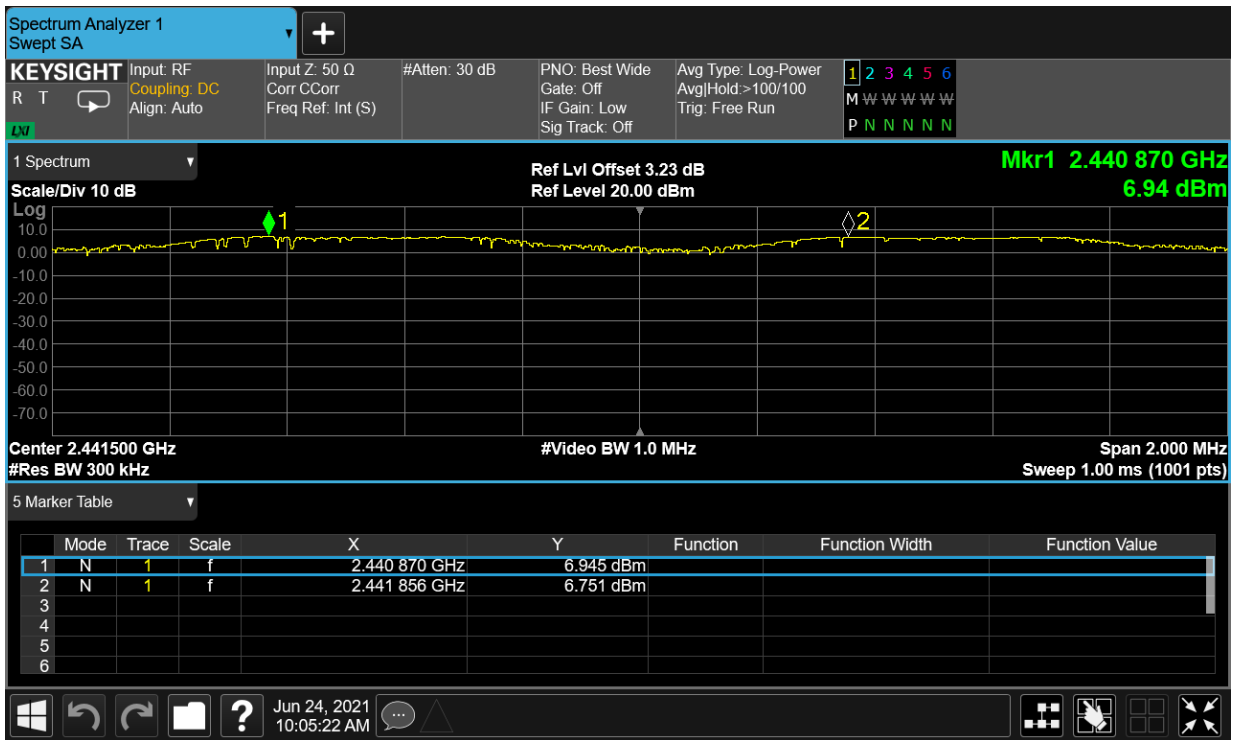 Spectrum Analyzer 1
Swept SA
▼
+
KEYSIGHT
R T
LXI
Input: RF
Coupling: DC
Align: Auto
Input Z: 50 Ω
Corr CCorr
Freq Ref: Int (S)
#Atten: 30 dB
PNO: Best Wide
Gate: Off
IF Gain: Low
Sig Track: Off
Avg Type: Log-Power
Avg|Hold:>100/100
Trig: Free Run
1 2 3 4 5 6
M W W W W W
P N N N N N
1 Spectrum ▼
Scale/Div 10 dB
Ref Lvl Offset 3.23 dB
Ref Level 20.00 dBm
Mkr1 2.440 870 GHz
6.94 dBm
Log
1
2
10.0
0.00
-10.0
-20.0
-30.0
-40.0
-50.0
-60.0
-70.0
Center 2.441500 GHz #Video BW 1.0 MHz Span 2.000 MHz
#Res BW 300 kHz Sweep 1.00 ms (1001 pts)
5 Marker Table ▼
Mode Trace Scale X Y Function Function Width Function Value
1 N 1 f 2.440 870 GHz 6.945 dBm
2 N 1 f 2.441 856 GHz 6.751 dBm
3
4
5
6
?
Jun 24, 2021
10:05:22 AM